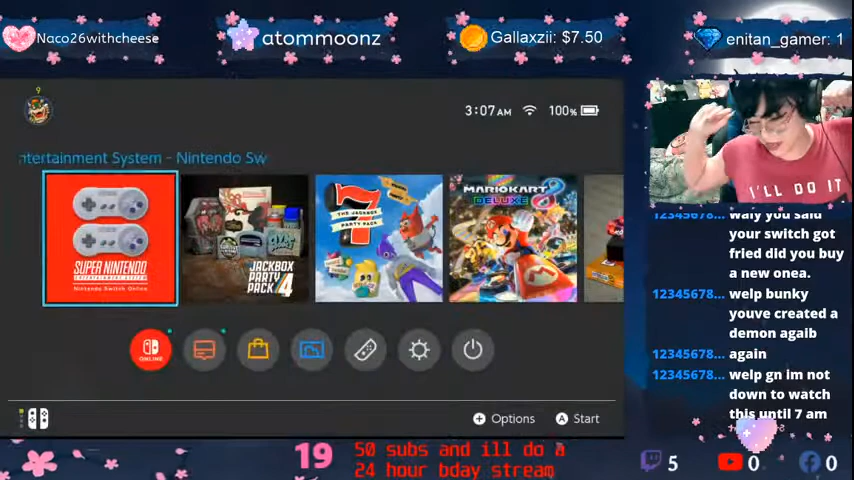 Naco26withcheese
atommoonz
Gallaxzii: $7.50
enitan_gamer: 1
9
3:07 AM
100%
ntertainment System - Nintendo Sw
SUPER NINTENDO
ENTERTAINMENT SYSTEM
Nintendo Switch Online
JACKBOX
PARTY
PACK 4
7
THE JACKBOX
PARTY PACK
MARIOKART 8
DELUXE
ONLINE
Options
A Start
I'LL DO IT
12345678... wally you said
your switch got
fried did you buy
a new onea.
12345678... welp bunky
youve created a
demon agaib
12345678... again
12345678... welp gn im not
down to watch
this until 7 am
19
50 subs and ill do a
24 hour bday stream
5
0
0